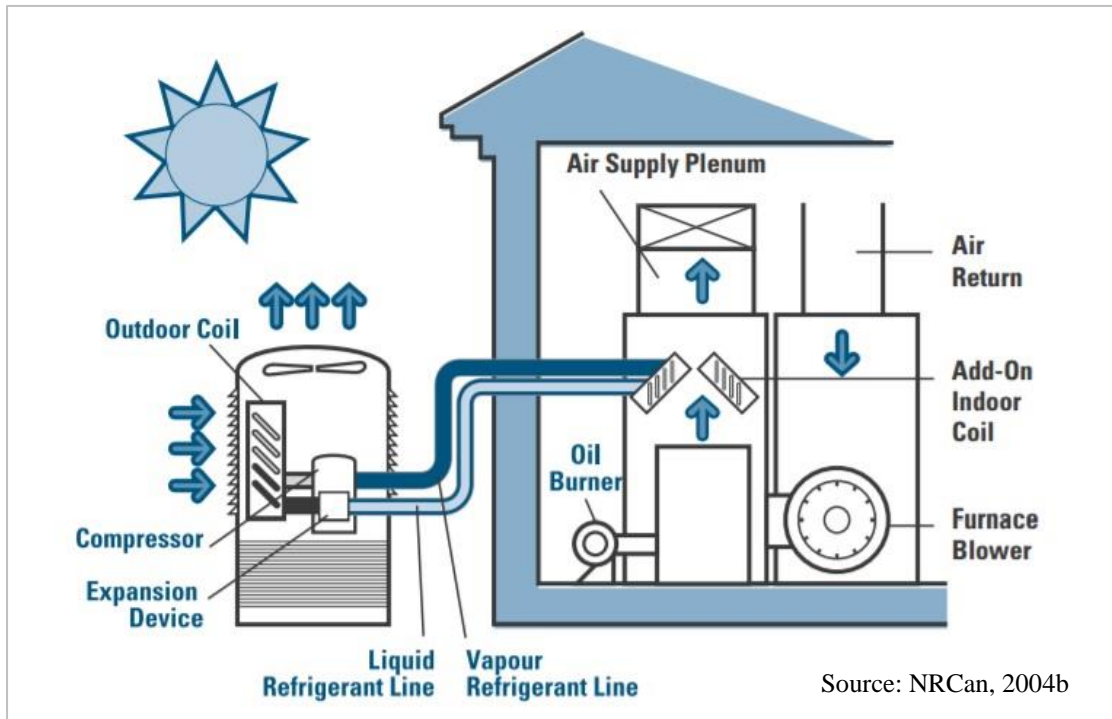 Air Supply Plenum
Air
Return
Outdoor Coil
Add-On
Indoor
Coil
Oil
Burner
Compressor
Furnace
Blower
Expansion
Device
Liquid
Refrigerant Line
Vapour
Refrigerant Line
Source: NRCan, 2004b